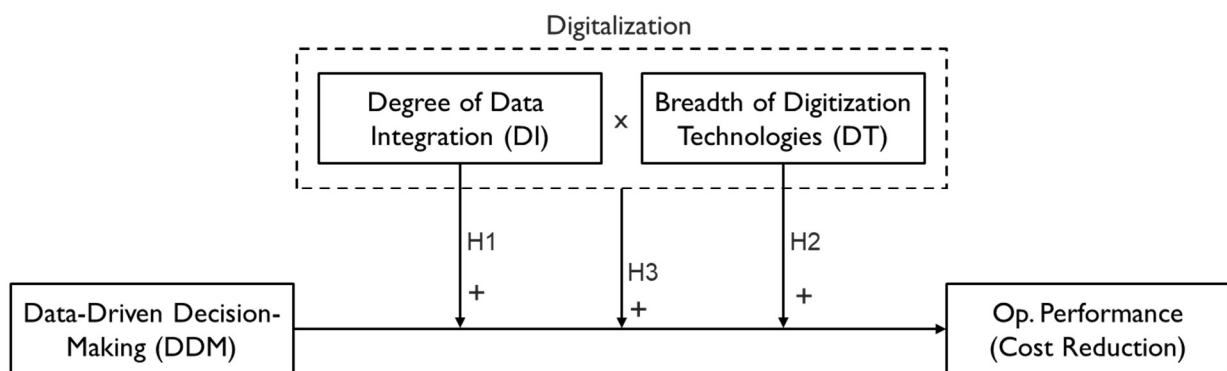 Digitalization
Degree of Data
Integration (DI)
x
Breadth of Digitization
Technologies (DT)
H1
+
H3
+
H2
+
Data-Driven Decision-
Making (DDM)
Op. Performance
(Cost Reduction)